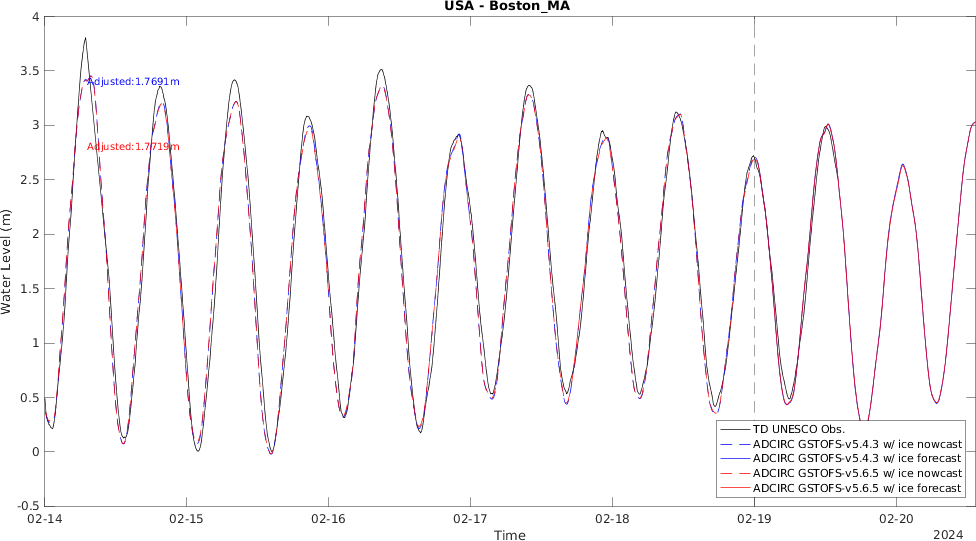 USA - Boston_MA
4
3.5
3
2.5
2
1.5
1
0.5
0
-0.5
Water Level (m)
Adjusted:1.7691m
Adjusted:1.7719m
TD UNESCO Obs.
ADCIRC GSTOFS-v5.4.3 w/ ice nowcast
ADCIRC GSTOFS-v5.4.3 w/ ice forecast
ADCIRC GSTOFS-v5.6.5 w/ ice nowcast
ADCIRC GSTOFS-v5.6.5 w/ ice forecast
02-14 02-15 02-16 02-17 02-18 02-19 02-20
Time
2024